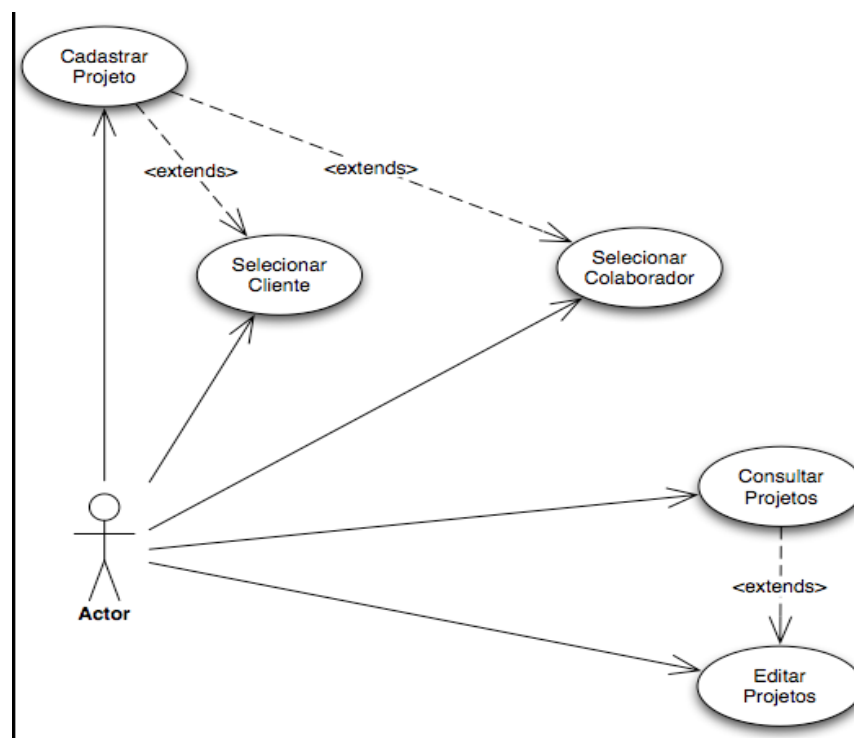 Cadastrar
Projeto
<extends>
<extends>
Selecionar
Cliente
Selecionar
Colaborador
Consultar
Projetos
<extends>
Actor
Editar
Projetos